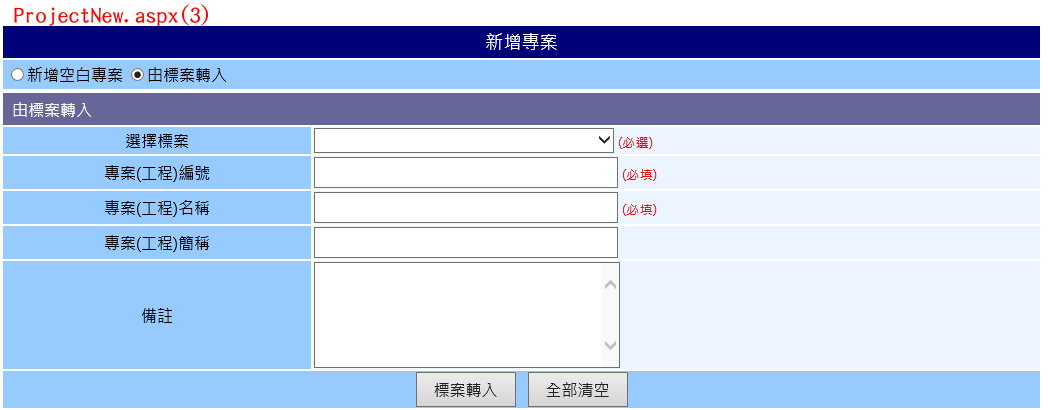 ProjectNew.aspx(3)
新增專案
新增空白專案 由標案轉入
由標案轉入
選擇標案 (必選)
專案(工程)編號 (必填)
專案(工程)名稱 (必填)
專案(工程)簡稱
備註
標案轉入 全部清空